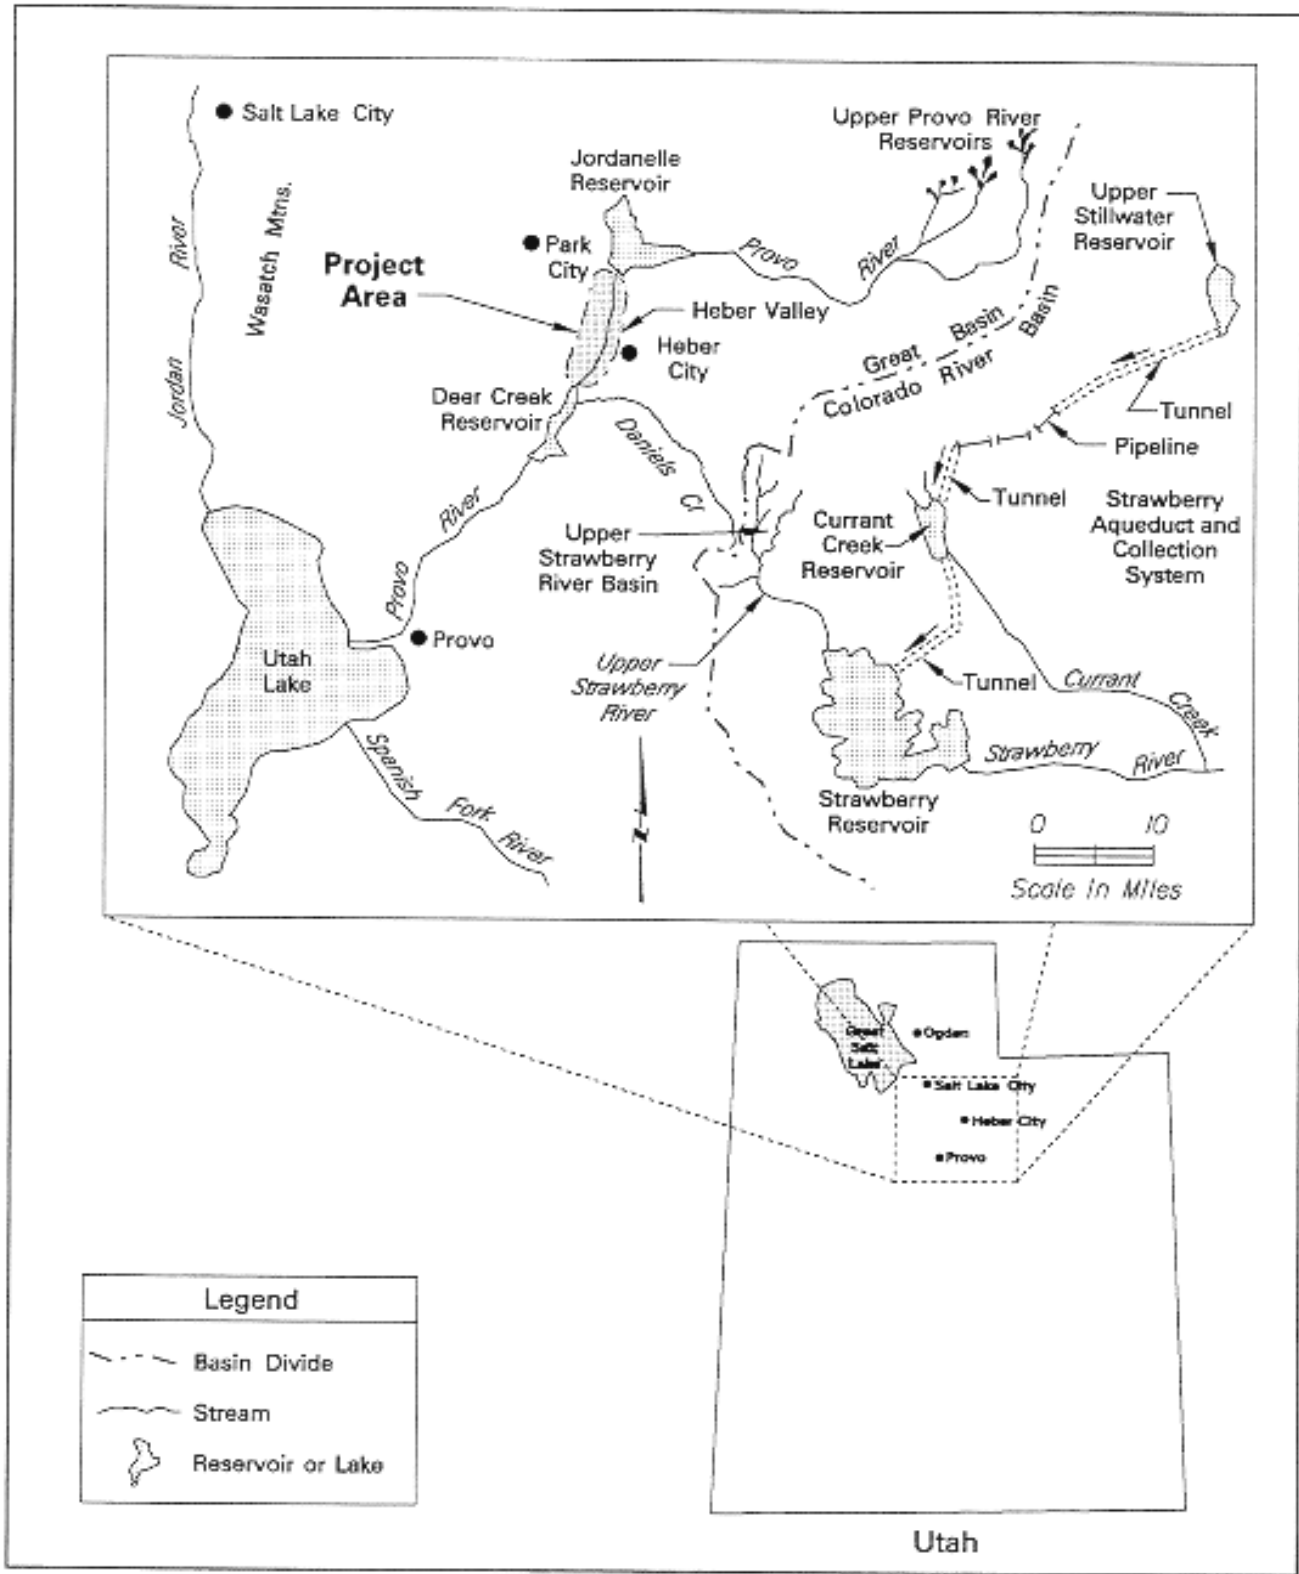 Salt Lake City
Upper Provo River
Reservoirs
Jordanelle
Reservoir
Upper
Stillwater
Reservoir
River
Wasatch Mtns.
Park
City
Provo
River
Project
Area
Heber Valley
Great Basin
Basin
Colorado River
Heber
City
Jordan
Deer Creek
Reservoir
Tunnel
Daniels Cr
Pipeline
River
Tunnel
Strawberry
Aqueduct and
Collection
System
Upper
Strawberry
River Basin
Currant
Creek
Reservoir
Provo
Provo
Utah
Lake
Upper
Strawberry
River
Tunnel
Currant
Creek
Spanish
Fork
River
Strawberry
River
Strawberry
Reservoir
Z
0 10
Scale In Miles
Great
Salt
Lake
Ogden
Salt Lake City
Heber City
Provo
Legend
Basin Divide
Stream
Reservoir or Lake
Utah